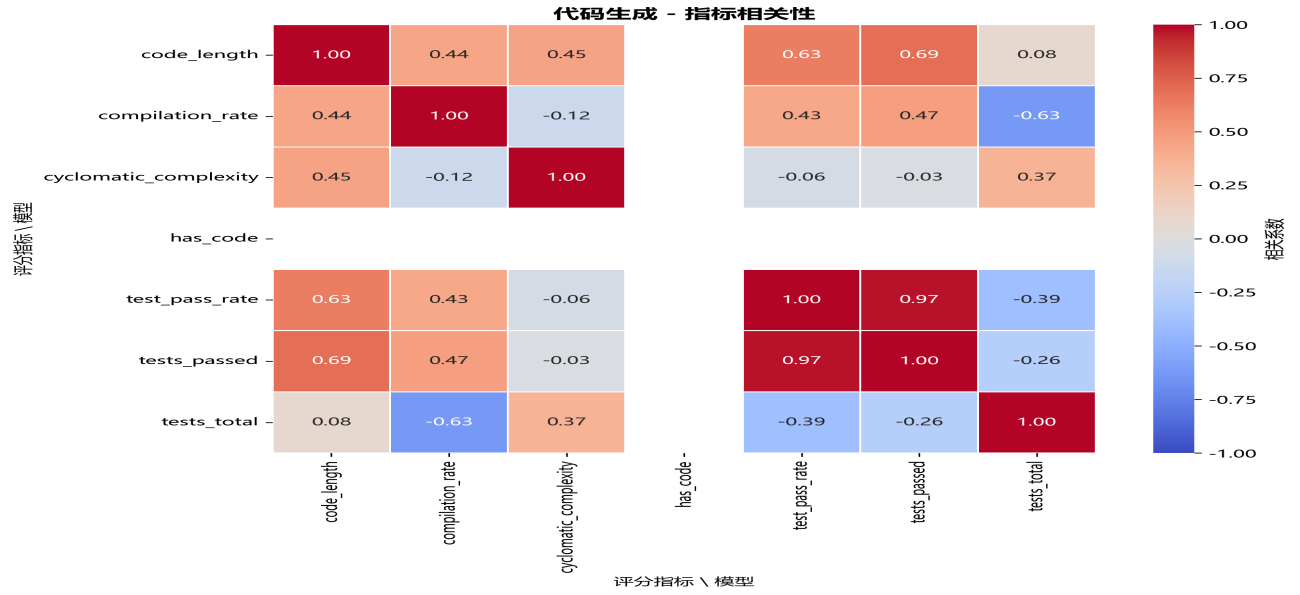 代码生成 - 指标相关性
code_length 1.00 0.44 0.45 0.63 0.69 0.08
compilation_rate 0.44 1.00 -0.12 0.43 0.47 -0.63
cyclomatic_complexity 0.45 -0.12 1.00 -0.06 -0.03 0.37
has_code
test_pass_rate 0.63 0.43 -0.06 1.00 0.97 -0.39
tests_passed 0.69 0.47 -0.03 0.97 1.00 -0.26
tests_total 0.08 -0.63 0.37 -0.39 -0.26 1.00
评分指标 \ 模型
code_length
compilation_rate
cyclomatic_complexity
has_code
test_pass_rate
tests_passed
tests_total
评分指标 \ 模型
1.00
0.75
0.50
0.25
0.00
-0.25
-0.50
-0.75
-1.00
相关系数